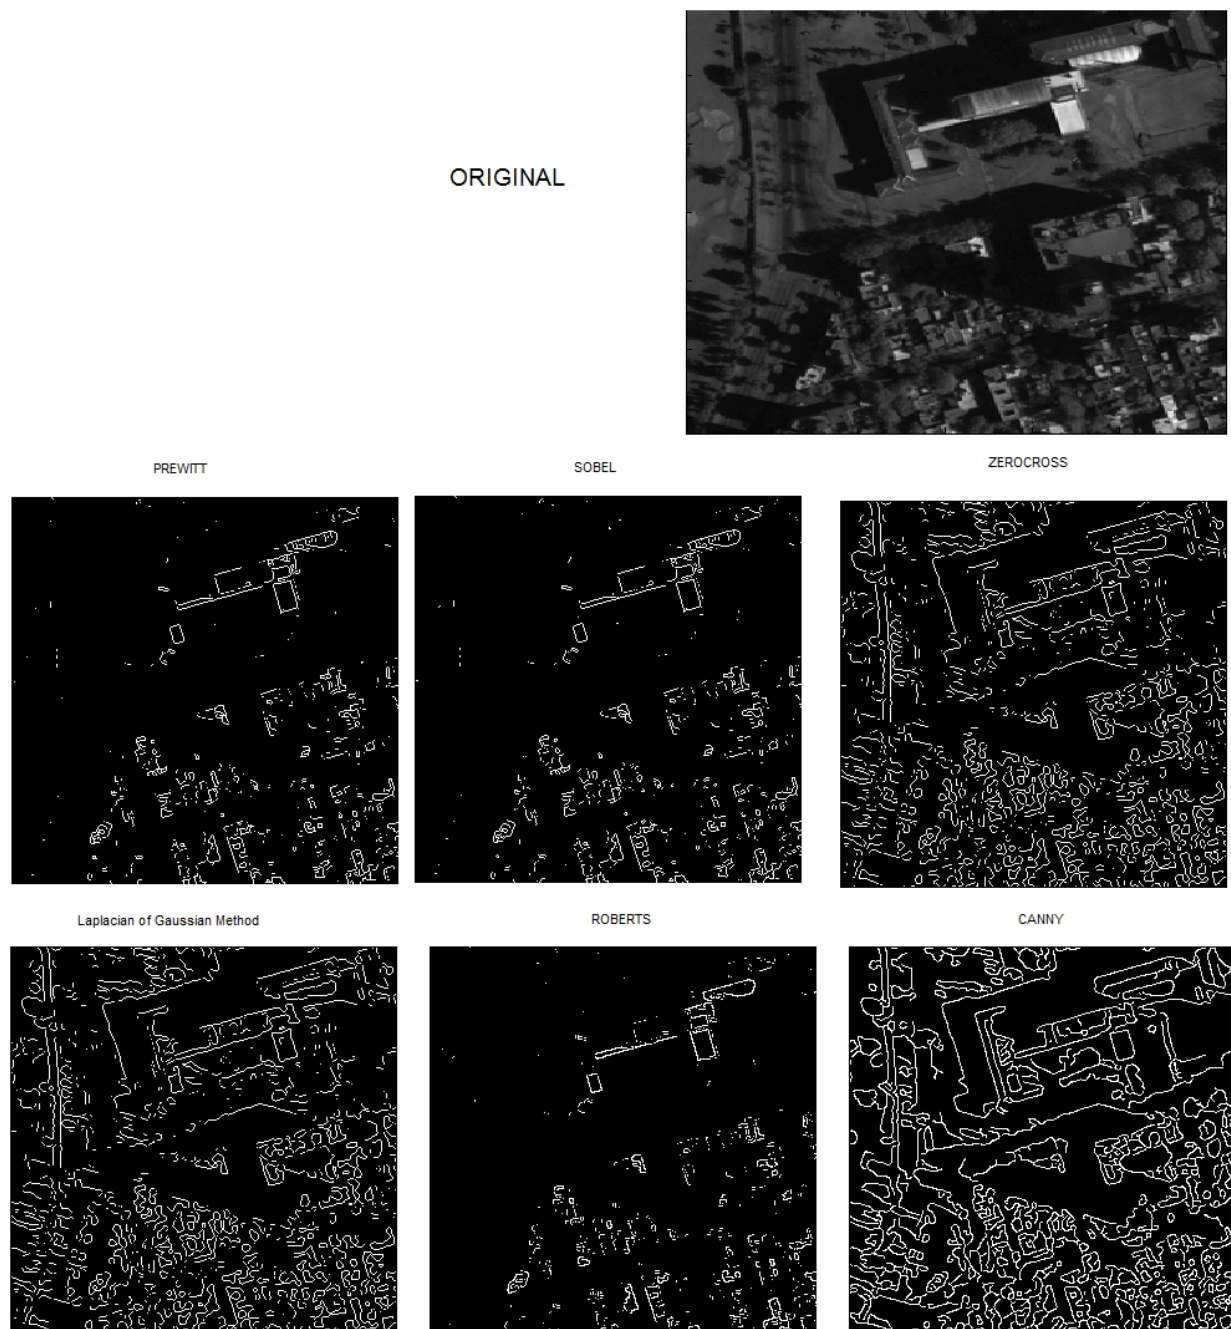 ORIGINAL
PREWITT
SOBEL
ZEROCROSS
Laplacian of Gaussian Method
ROBERTS
CANNY